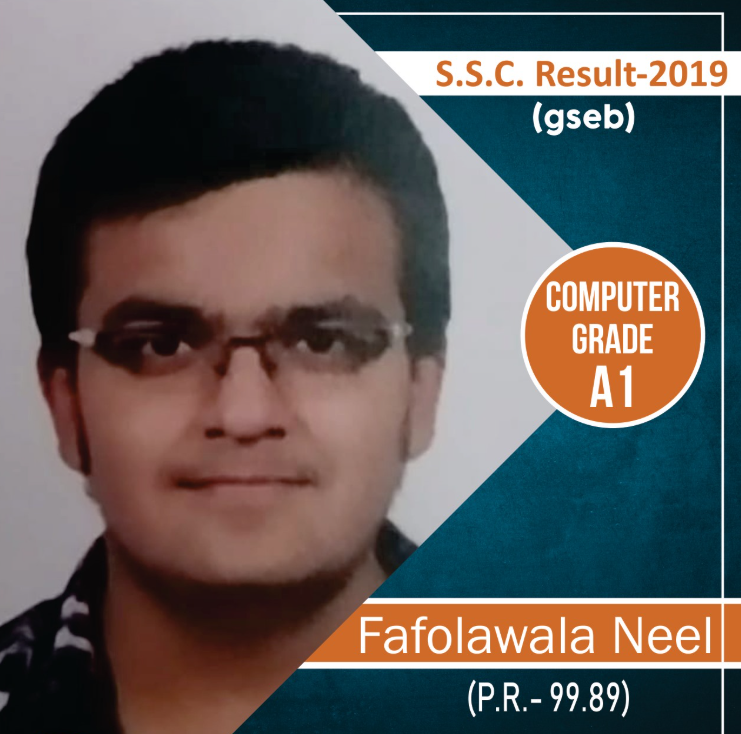 S.S.C. Result-2019
(gseb)
COMPUTER
GRADE
A1
Fafolawala Neel
(P.R.- 99.89)